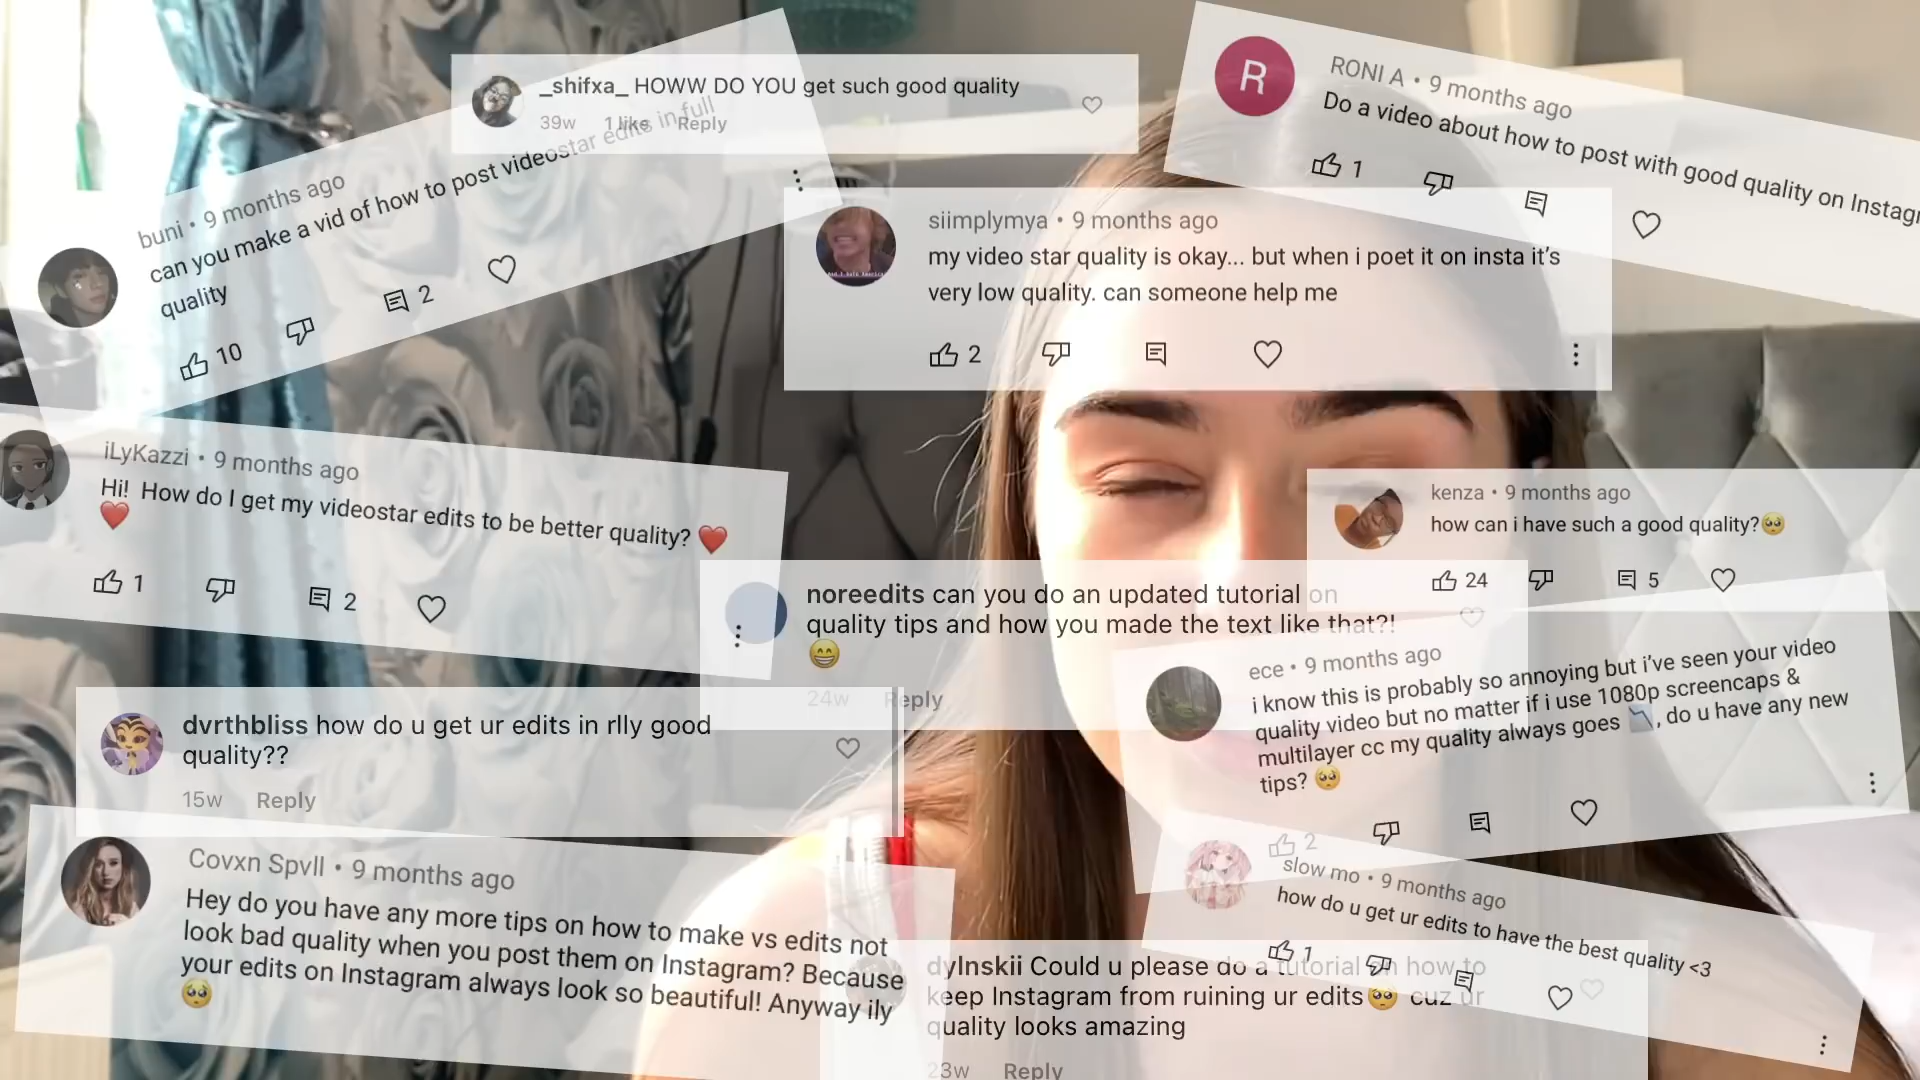 _shifxa_ HOWW DO YOU get such good quality
39w 1 like Reply
buni • 9 months ago
can you make a vid of how to post videostar edits in full
quality
10
2
RONI A • 9 months ago
Do a video about how to post with good quality on Instagr
1
siimplymya • 9 months ago
my video star quality is okay... but when i poet it on insta it’s
very low quality. can someone help me
2
iLyKazzi • 9 months ago
Hi! How do I get my videostar edits to be better quality? ❤️
❤️
1
2
kenza • 9 months ago
how can i have such a good quality?🥺
24
5
noreedits can you do an updated tutorial on
quality tips and how you made the text like that?!
😁
24w Reply
ece • 9 months ago
i know this is probably so annoying but i’ve seen your video
quality video but no matter if i use 1080p screencaps &
multilayer cc my quality always goes 📉, do u have any new
tips? 🥺
2
dvrthbliss how do u get ur edits in rlly good
quality??
15w Reply
Covxn Spvll • 9 months ago
Hey do you have any more tips on how to make vs edits not
look bad quality when you post them on Instagram? Because
your edits on Instagram always look so beautiful! Anyway ily
🥺
slow mo • 9 months ago
how do u get ur edits to have the best quality <3
1
dylnskii Could u please do a tutorial on how to
keep Instagram from ruining ur edits🥺 cuz ur
quality looks amazing
23w Reply